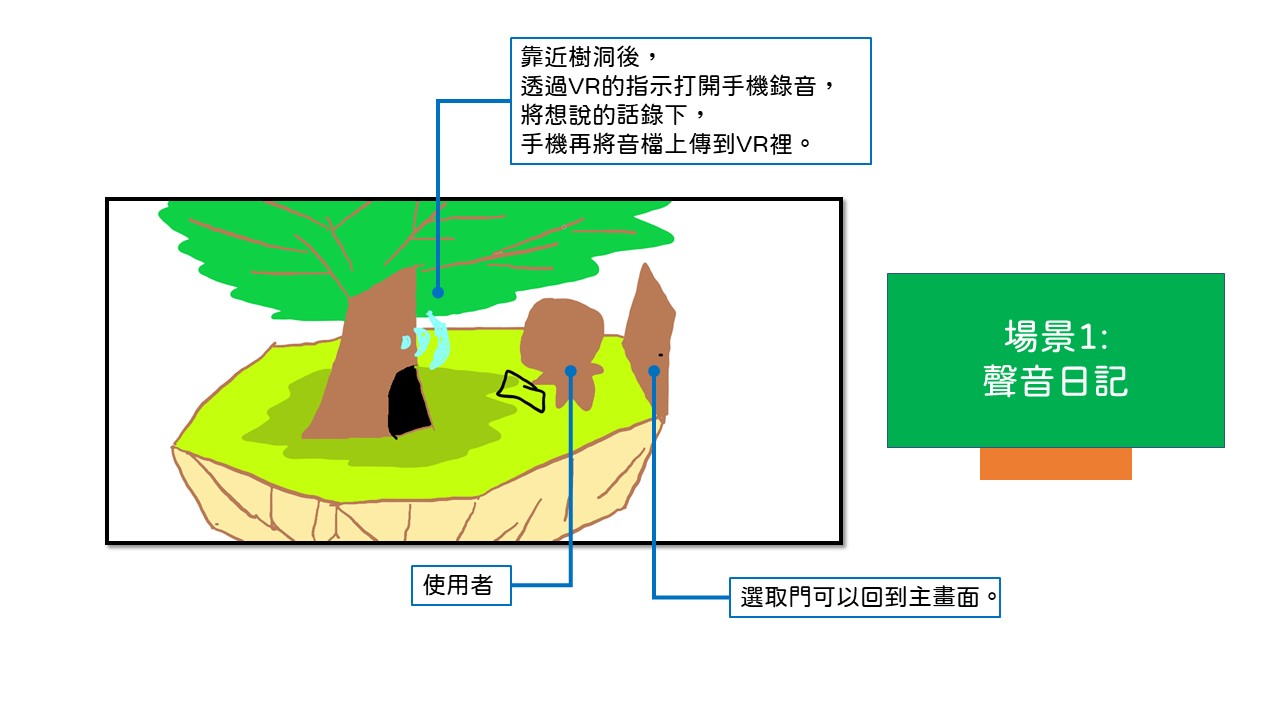 靠近樹洞後，
透過VR的指示打開手機錄音，
將想說的話錄下，
手機再將音檔上傳到VR裡。
場景1:
聲音日記
使用者
選取門可以回到主畫面。